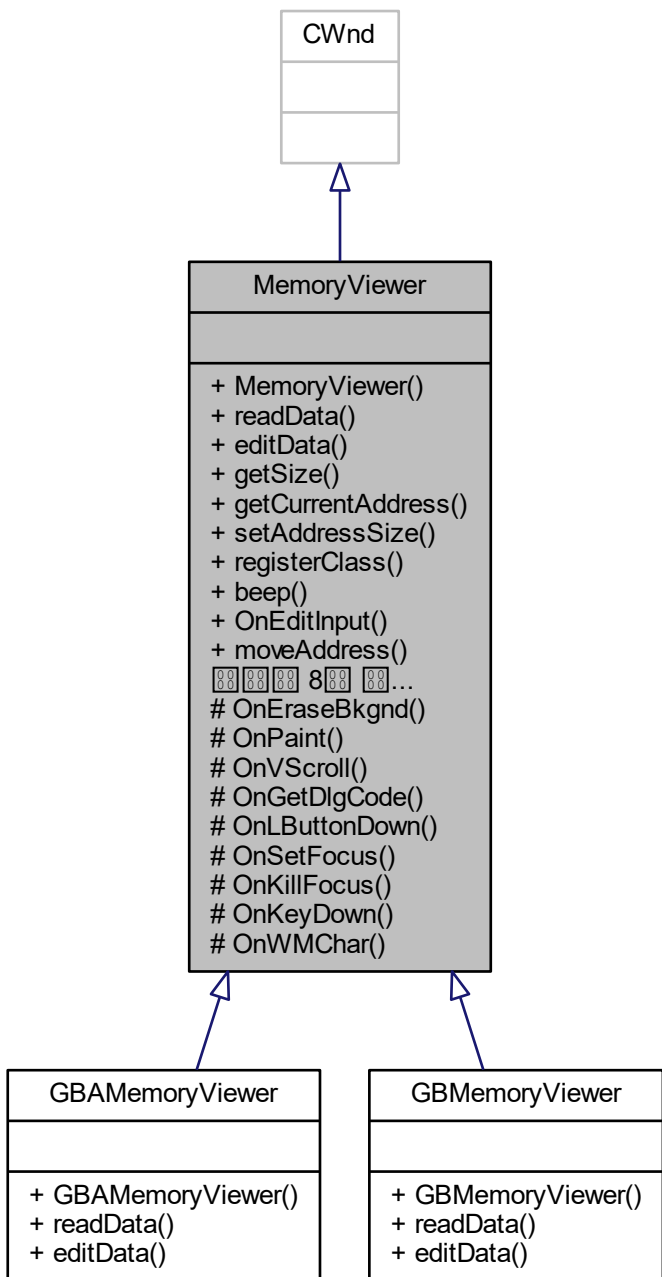 CWnd
MemoryViewer
+ MemoryViewer()
+ readData()
+ editData()
+ getSize()
+ getCurrentAddress()
+ setAddressSize()
+ registerClass()
+ beep()
+ OnEditInput()
+ moveAddress()
8 ...
# OnEraseBkgnd()
# OnPaint()
# OnVScroll()
# OnGetDlgCode()
# OnLButtonDown()
# OnSetFocus()
# OnKillFocus()
# OnKeyDown()
# OnWMChar()
GBAMemoryViewer
+ GBAMemoryViewer()
+ readData()
+ editData()
GBMemoryViewer
+ GBMemoryViewer()
+ readData()
+ editData()